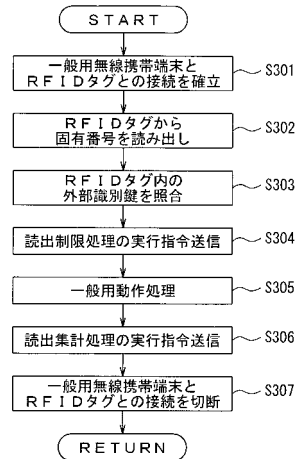 START
一般用無線携帯端末と
RFIDタグとの接続を確立
S301
RFIDタグから
固有番号を読み出し
S302
RFIDタグ内の
外部識別鍵を照合
S303
読出制限処理の実行指令送信
S304
一般用動作処理
S305
読出集計処理の実行指令送信
S306
一般用無線携帯端末と
RFIDタグとの接続を切断
S307
RETURN